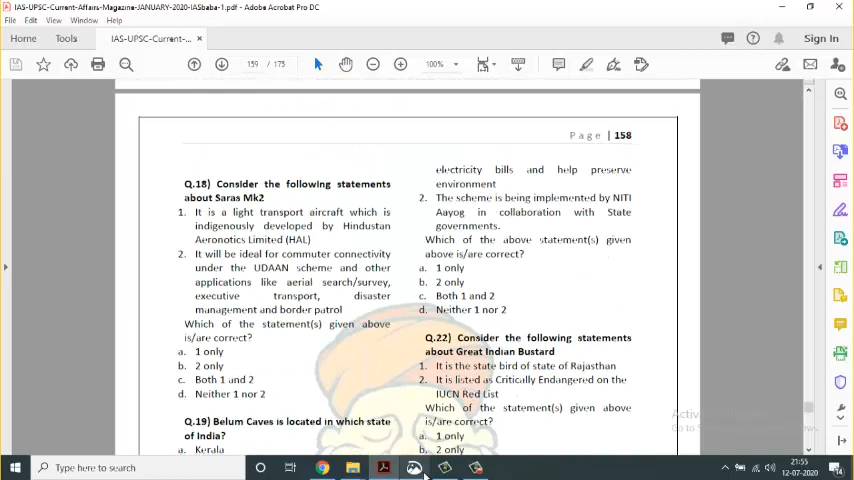 IAS-UPSC-Current-Affairs-Magazine-JANUARY-2020-IASbaba-1.pdf - Adobe Acrobat Pro DC
File Edit View Window Help
Home Tools IAS-UPSC-Current-... × Sign In
159 / 175 100%
Page | 158
Q.18) Consider the following statements
about Saras Mk2
1. It is a light transport aircraft which is
indigenously developed by Hindustan
Aeronotics Limited (HAL)
2. It will be ideal for commuter connectivity
under the UDAAN scheme and other
applications like aerial search/survey,
executive transport, disaster
management and border patrol
Which of the statement(s) given above
is/are correct?
a. 1 only
b. 2 only
c. Both 1 and 2
d. Neither 1 nor 2
Q.19) Belum Caves is located in which state
of India?
a. Kerala
electricity bills and help preserve
environment
2. The scheme is being implemented by NITI
Aayog in collaboration with State
governments.
Which of the above statement(s) given
above is/are correct?
a. 1 only
b. 2 only
c. Both 1 and 2
d. Neither 1 nor 2
Q.22) Consider the following statements
about Great Indian Bustard
1. It is the state bird of state of Rajasthan
2. It is listed as Critically Endangered on the
IUCN Red List
Which of the statement(s) given above
is/are correct?
a. 1 only
b. 2 only
Type here to search
21:55
12-07-2020
14